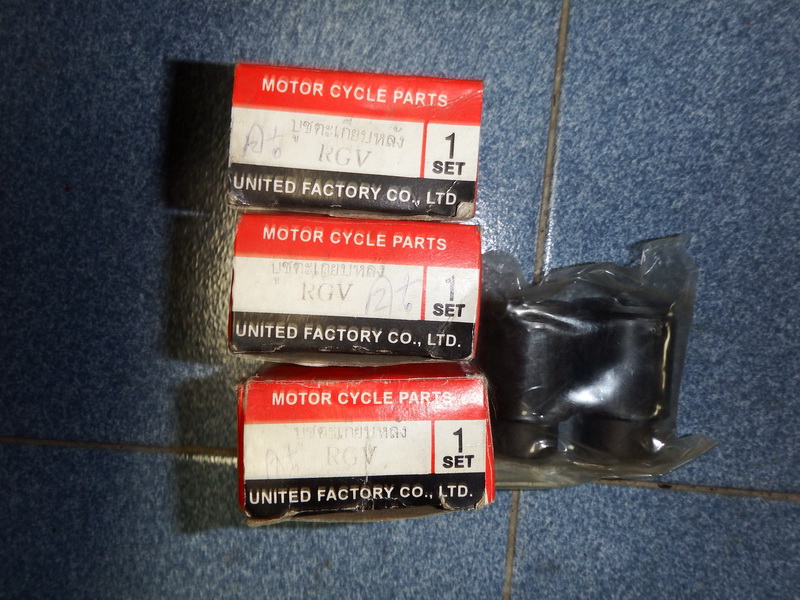 MOTOR CYCLE PARTS
บูชตะเกียบหลัง
RGV
1
SET
UNITED FACTORY CO., LTD.
MOTOR CYCLE PARTS
บูชตะเกียบหลัง
RGV
1
SET
UNITED FACTORY CO., LTD.
MOTOR CYCLE PARTS
บูชตะเกียบหลัง
RGV
1
SET
UNITED FACTORY CO., LTD.